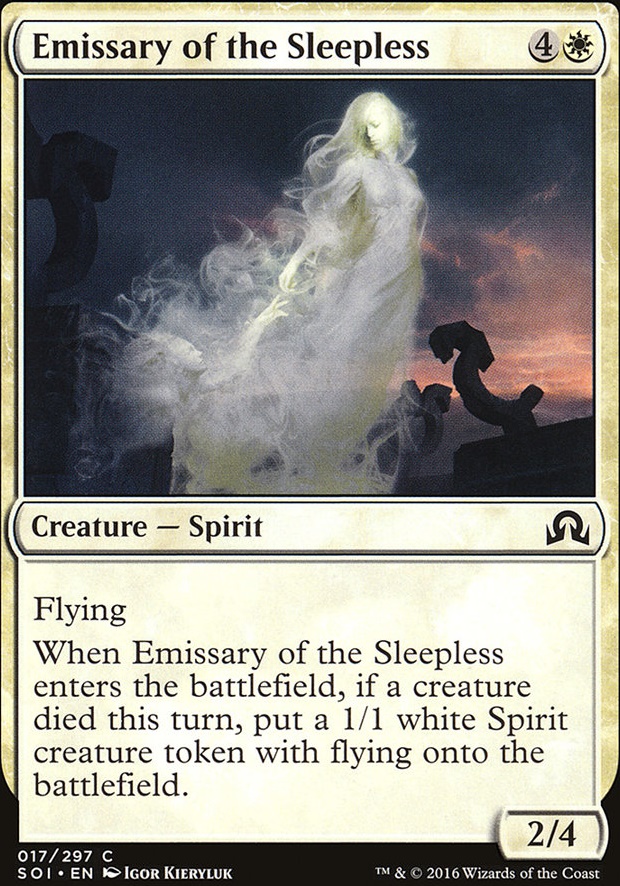 Emissary of the Sleepless 4
Creature — Spirit
Flying
When Emissary of the Sleepless
enters the battlefield, if a creature
died this turn, put a 1/1 white Spirit
creature token with flying onto the
battlefield.
2/4
017/297 C
SOI • EN Igor Kieryluk
™ & © 2016 Wizards of the Coast